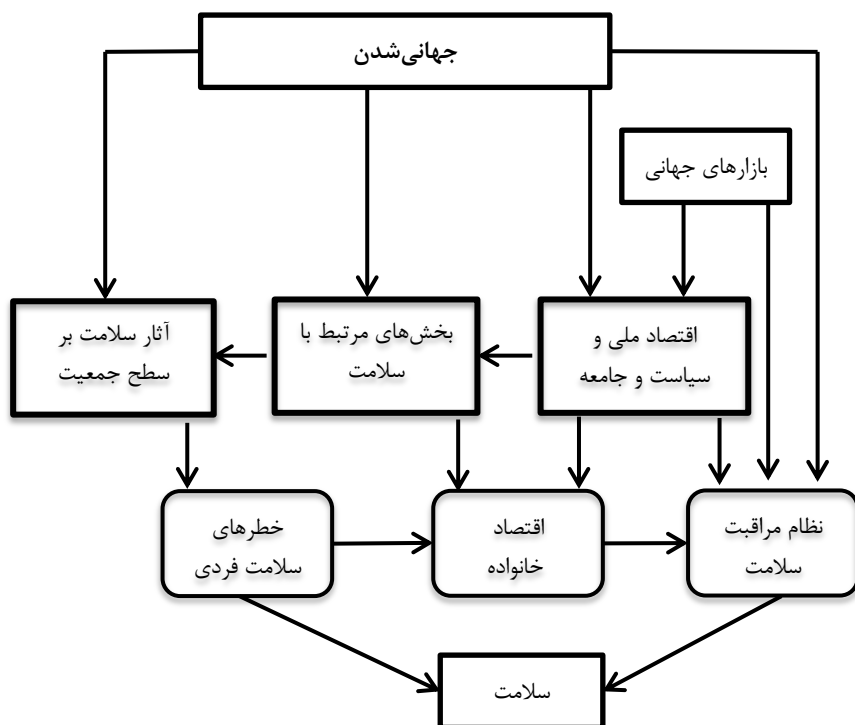 جهانی‌شدن
بازارهای جهانی
اقتصاد ملی و
سیاست و جامعه
بخش‌های مرتبط با
سلامت
آثار سلامت بر
سطح جمعیت
نظام مراقبت
سلامت
اقتصاد
خانواده
خطرهای
سلامت فردی
سلامت